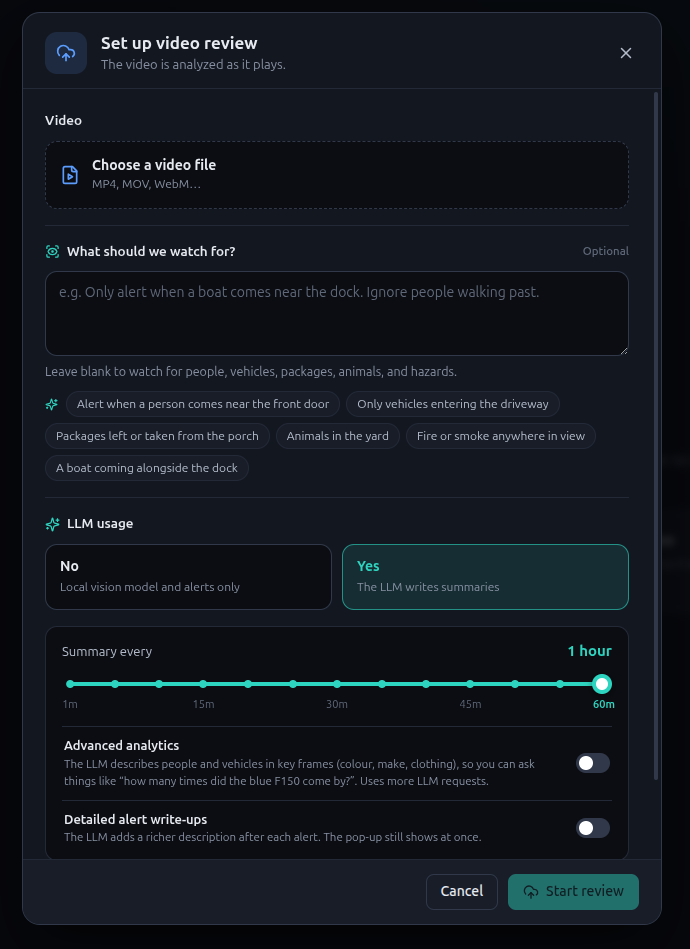 Set up video review
The video is analyzed as it plays.
Video
Choose a video file
MP4, MOV, WebM…
What should we watch for?
Optional
e.g. Only alert when a boat comes near the dock. Ignore people walking past.
Leave blank to watch for people, vehicles, packages, animals, and hazards.
Alert when a person comes near the front door
Only vehicles entering the driveway
Packages left or taken from the porch
Animals in the yard
Fire or smoke anywhere in view
A boat coming alongside the dock
LLM usage
No
Local vision model and alerts only
Yes
The LLM writes summaries
Summary every
1 hour
1m
15m
30m
45m
60m
Advanced analytics
The LLM describes people and vehicles in key frames (colour, make, clothing), so you can ask
things like “how many times did the blue F150 come by?”. Uses more LLM requests.
Detailed alert write-ups
The LLM adds a richer description after each alert. The pop-up still shows at once.
Cancel
Start review